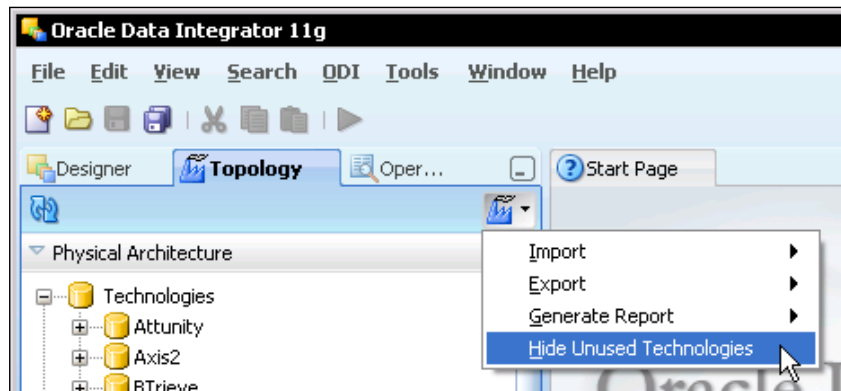 Oracle Data Integrator 11g
File Edit View Search ODI Tools Window Help
Designer Topology Oper... Start Page
Physical Architecture
Import
Export
Technologies
Generate Report
Attunity
Hide Unused Technologies
Axis2
BTrieve
Oracle